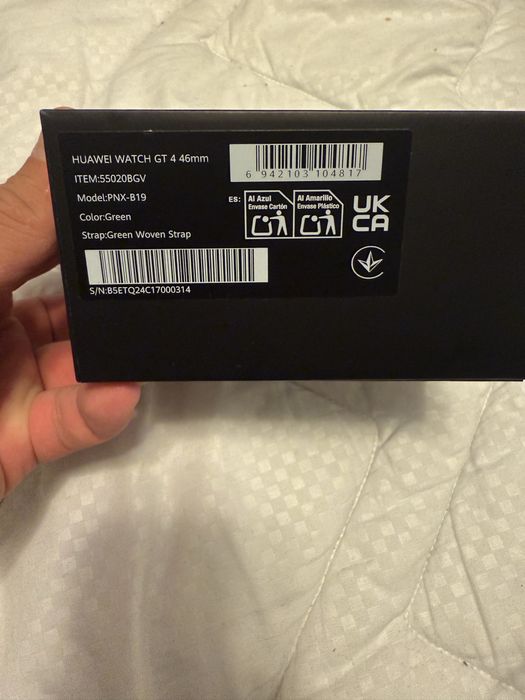 HUAWEI WATCH GT 4 46mm
ITEM:55020BGV
Model:PNX-B19
Color:Green
Strap:Green Woven Strap
S/N:B5ETQ24C17000314
6 942103 104817
ES:
Al Azul
Envase Cartón
Al Amarillo
Envase Plástico
UK
CA